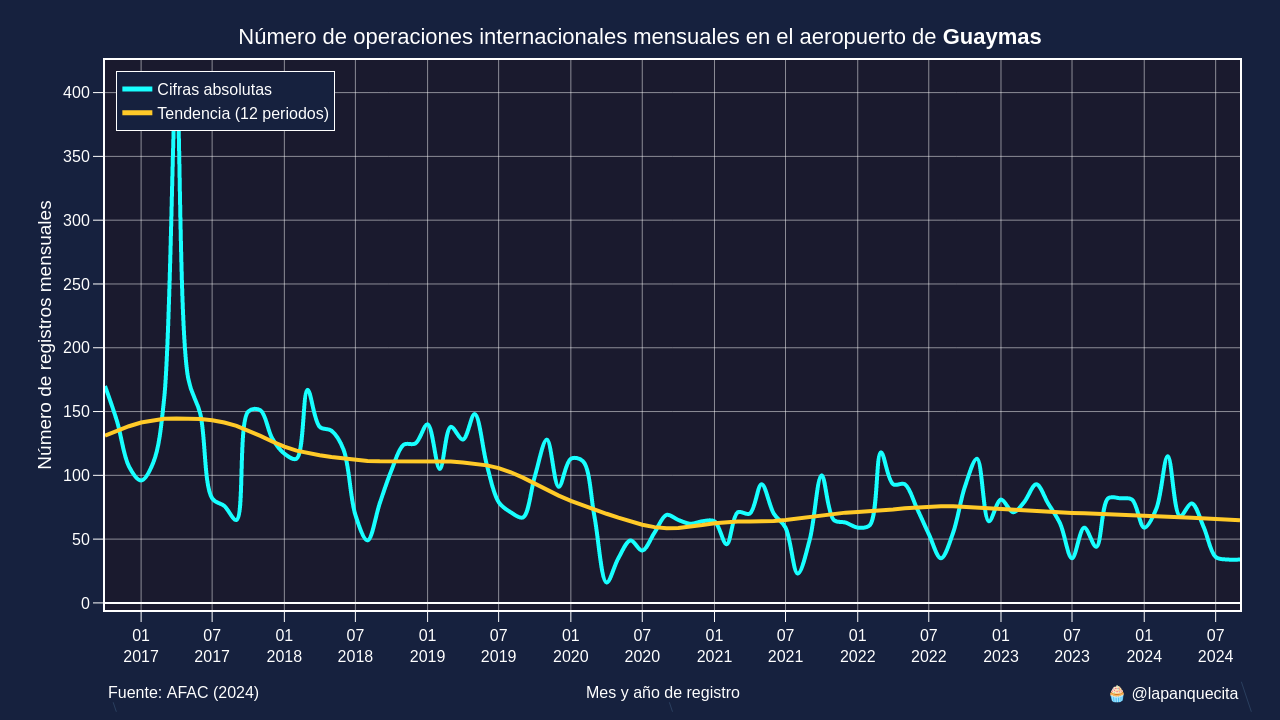 Número de operaciones internacionales mensuales en el aeropuerto de Guaymas
Cifras absolutas
Tendencia (12 periodos)
Número de registros mensuales
400
350
300
250
200
150
100
50
0
01 07 01 07 01 07 01 07 01 07 01 07 01 07 01 07
2017 2017 2018 2018 2019 2019 2020 2020 2021 2021 2022 2022 2023 2023 2024 2024
Fuente: AFAC (2024) Mes y año de registro 🧁 @lapanquecita